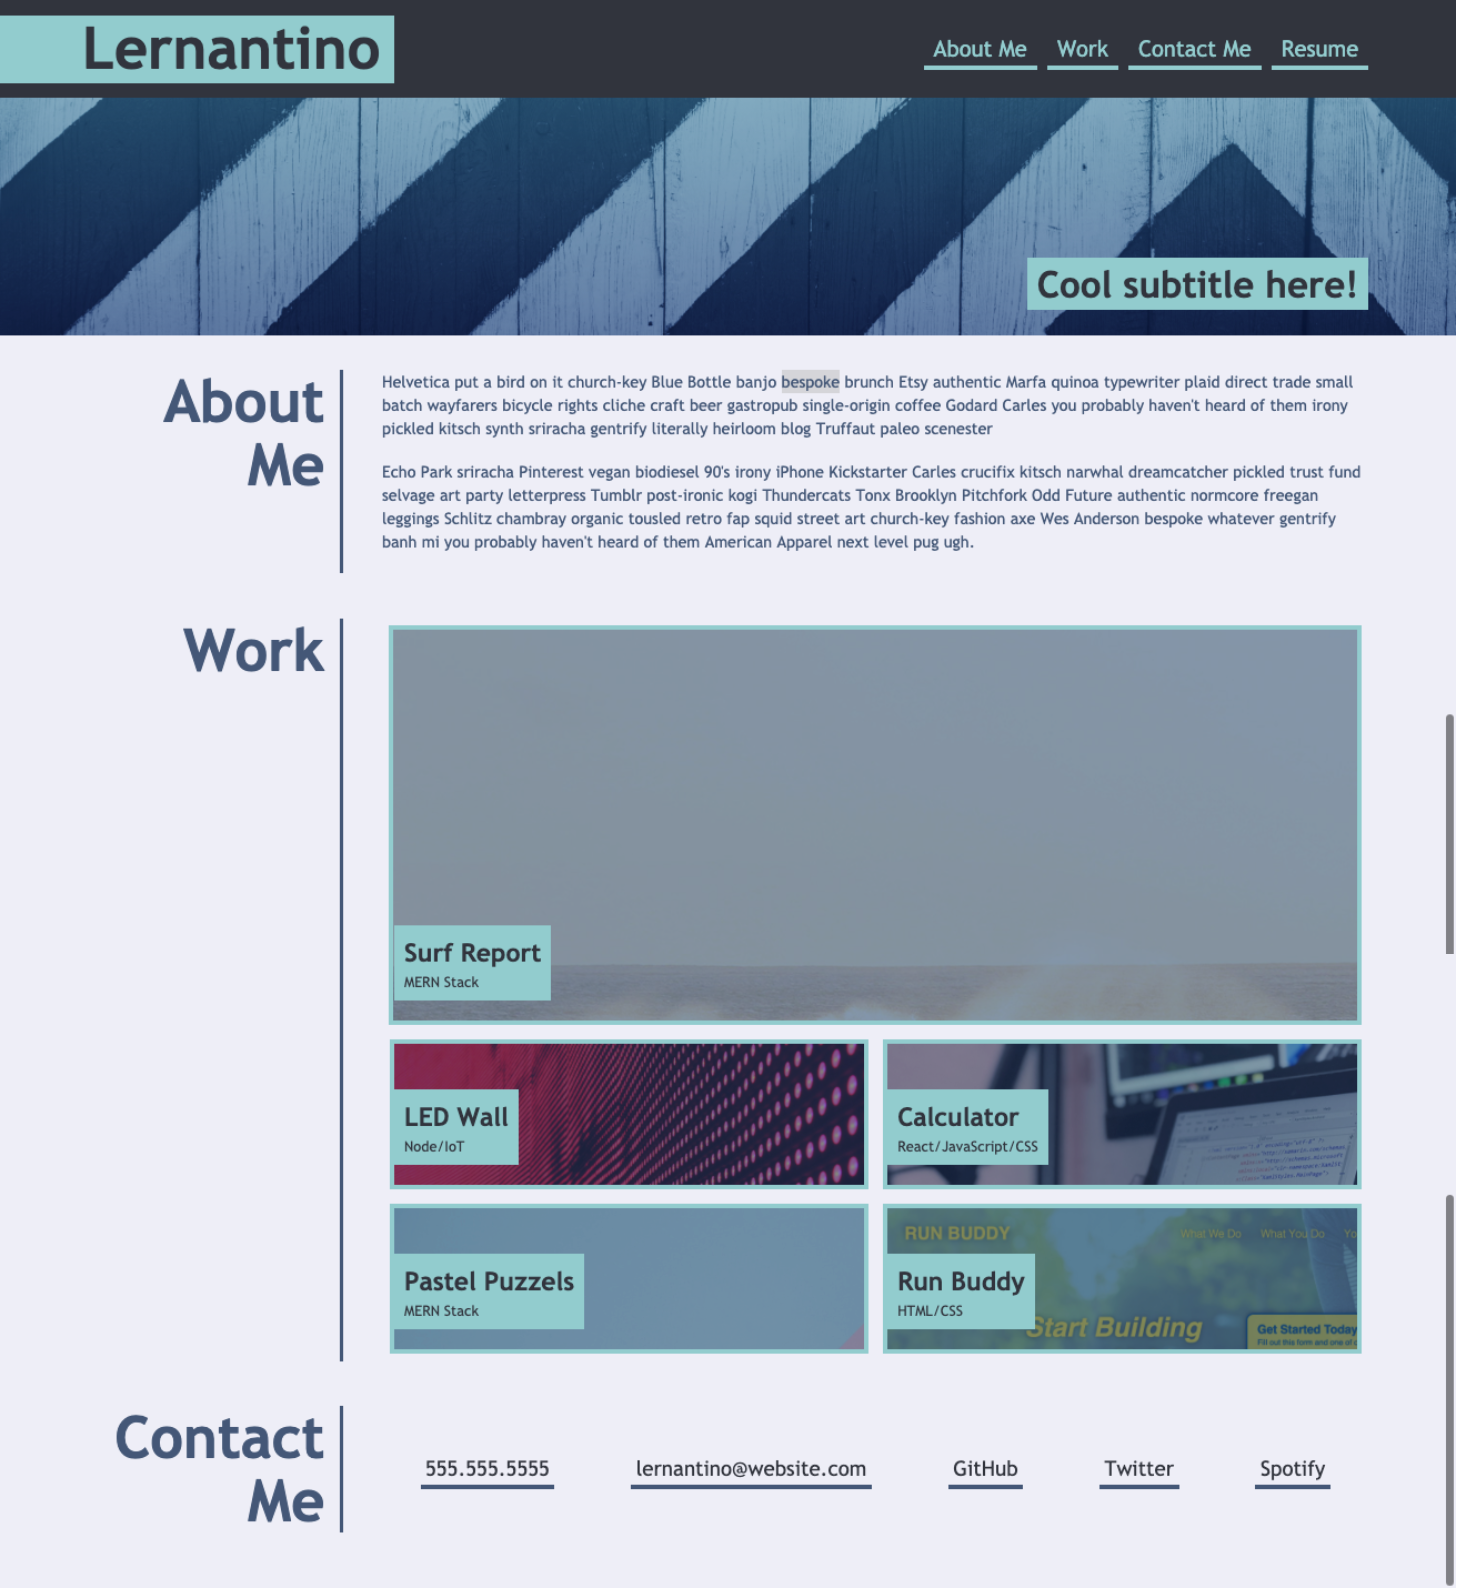 Lernantino
About Me Work Contact Me Resume
Cool subtitle here!
About
Me
Helvetica put a bird on it church-key Blue Bottle banjo bespoke brunch Etsy authentic Marfa quinoa typewriter plaid direct trade small
batch wayfarers bicycle rights cliche craft beer gastropub single-origin coffee Godard Carles you probably haven't heard of them irony
pickled kitsch synth sriracha gentrify literally heirloom blog Truffaut paleo scenester
Echo Park sriracha Pinterest vegan biodiesel 90's irony iPhone Kickstarter Carles crucifix kitsch narwhal dreamcatcher pickled trust fund
selvage art party letterpress Tumblr post-ironic kogi Thundercats Tonx Brooklyn Pitchfork Odd Future authentic normcore freegan
leggings Schlitz chambray organic tousled retro fap squid street art church-key fashion axe Wes Anderson bespoke whatever gentrify
banh mi you probably haven't heard of them American Apparel next level pug ugh.
Work
Surf Report
MERN Stack
LED Wall
Node/IoT
Calculator
React/JavaScript/CSS
Pastel Puzzels
MERN Stack
RUN BUDDY
What We Do What You Do Yo
Run Buddy
HTML/CSS
Start Building
Get Started Today
Fill out this form and one of
Contact
Me
555.555.5555
lernantino@website.com
GitHub
Twitter
Spotify